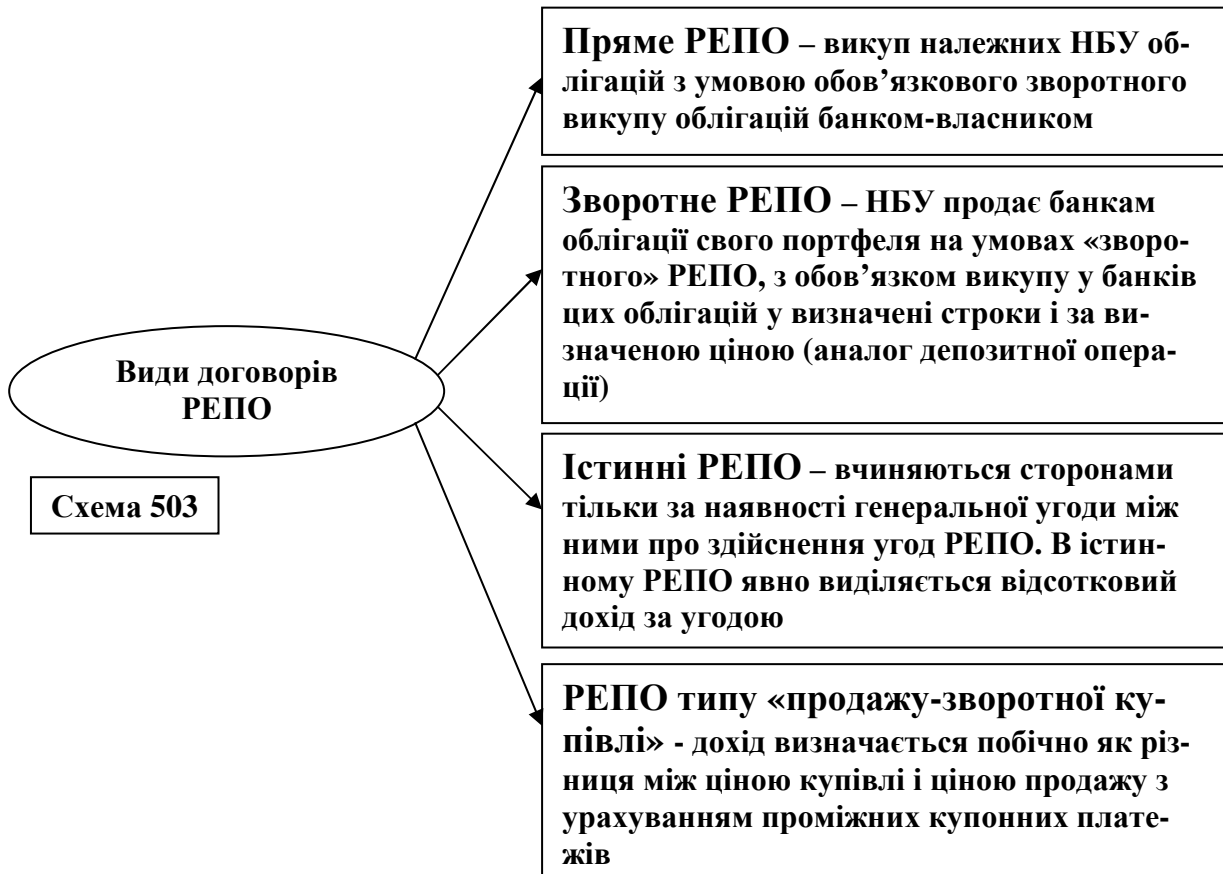 Пряме РЕПО – викуп належних НБУ об-
лігацій з умовою обов’язкового зворотного
викупу облігацій банком-власником
Зворотне РЕПО – НБУ продає банкам
облігації свого портфеля на умовах «зворо-
тного» РЕПО, з обов’язком викупу у банків
цих облігацій у визначені строки і за ви-
значеною ціною (аналог депозитної опера-
ції)
Види договорів
РЕПО
Схема 503
Істинні РЕПО – вчиняються сторонами
тільки за наявності генеральної угоди між
ними про здійснення угод РЕПО. В істин-
ному РЕПО явно виділяється відсотковий
дохід за угодою
РЕПО типу «продажу-зворотної ку-
півлі» - дохід визначається побічно як різ-
ниця між ціною купівлі і ціною продажу з
урахуванням проміжних купонних плате-
жів